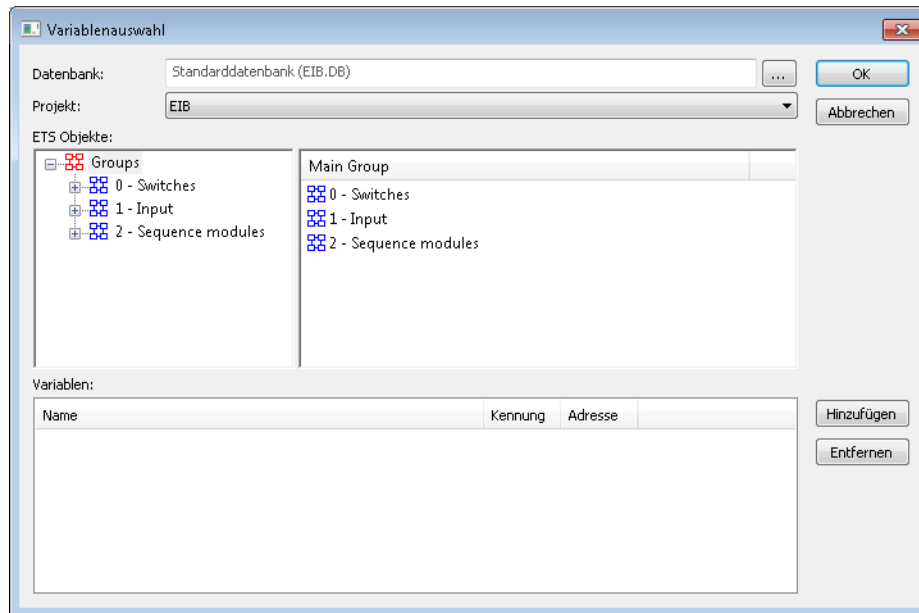 Variablenauswahl
Datenbank: Standarddatenbank (EIB.DB) ... OK
Projekt: EIB Abbrechen
ETS Objekte:
Groups
0 - Switches
1 - Input
2 - Sequence modules
Main Group
0 - Switches
1 - Input
2 - Sequence modules
Variablen:
Name Kennung Adresse
Hinzufügen
Entfernen